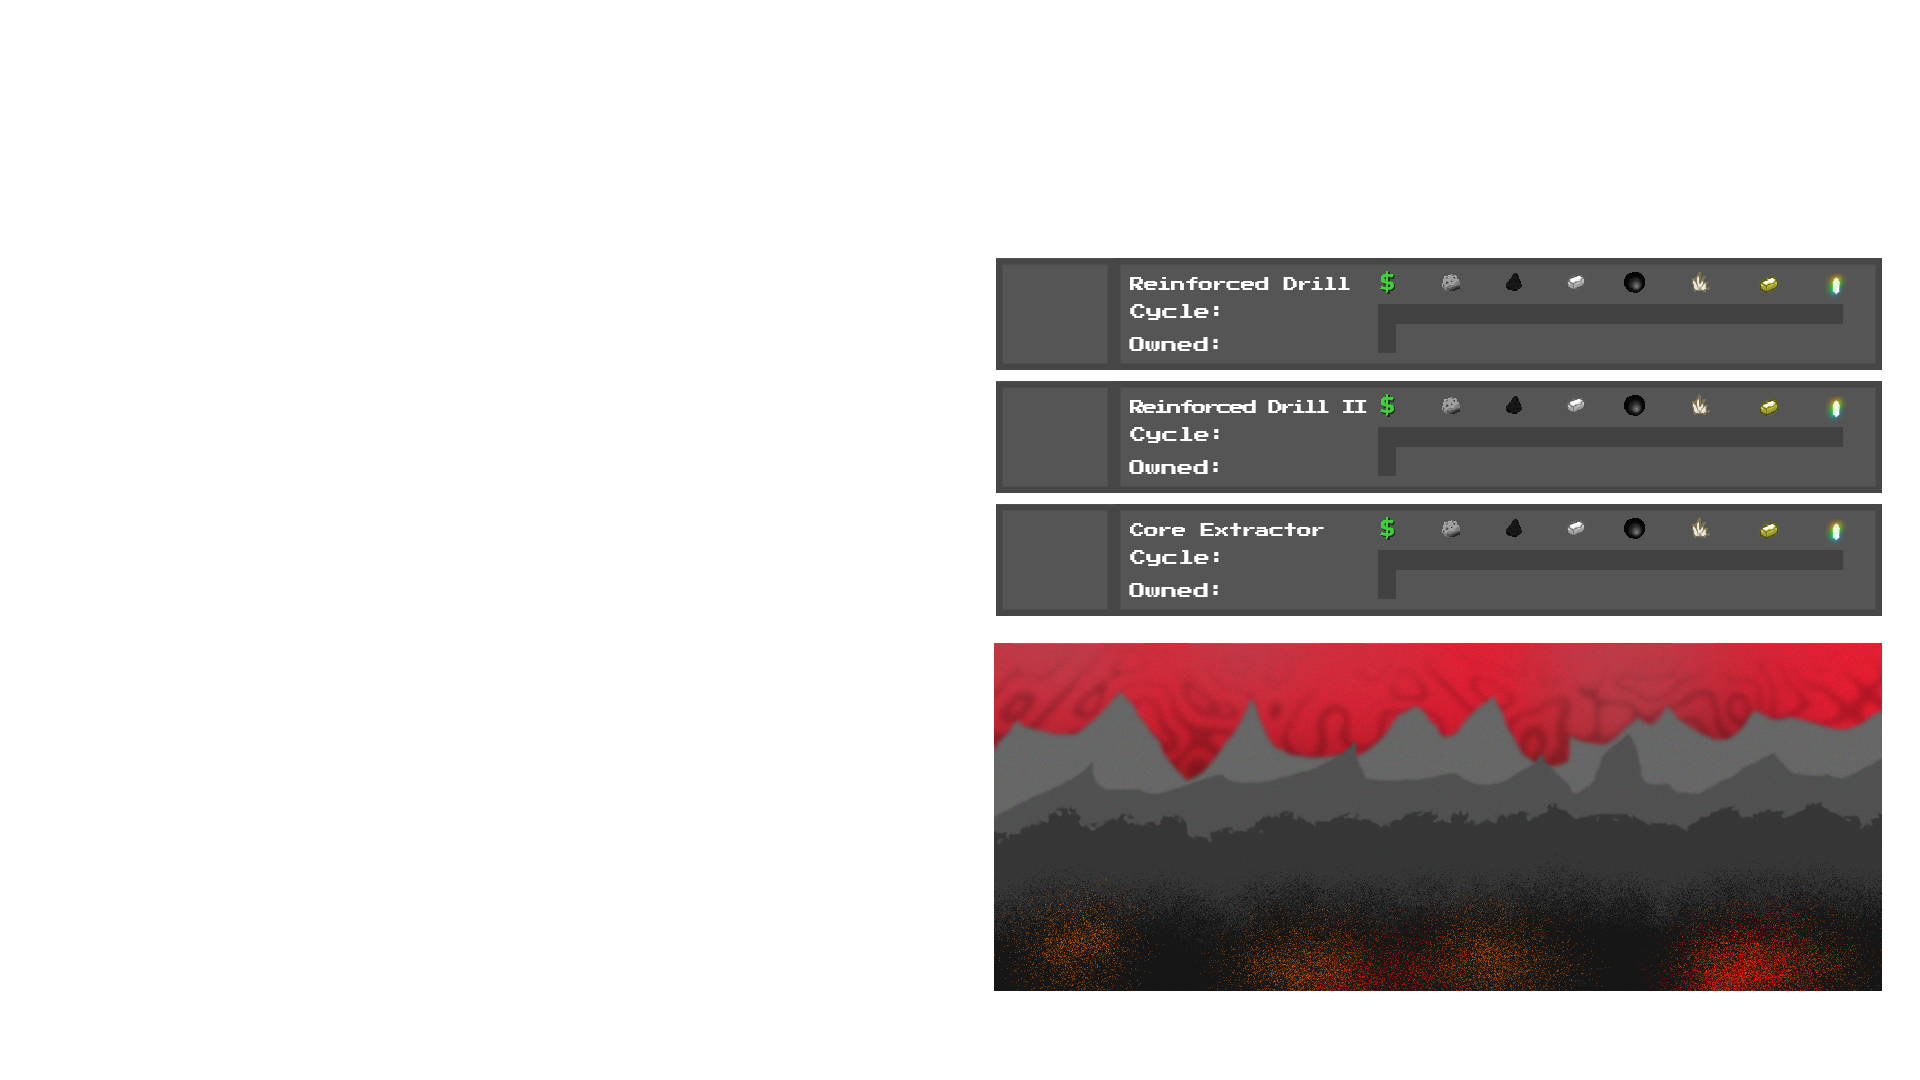 Reinforced Drill $
Cycle:
Owned:
Reinforced Drill II $
Cycle:
Owned:
Core Extractor $
Cycle:
Owned: